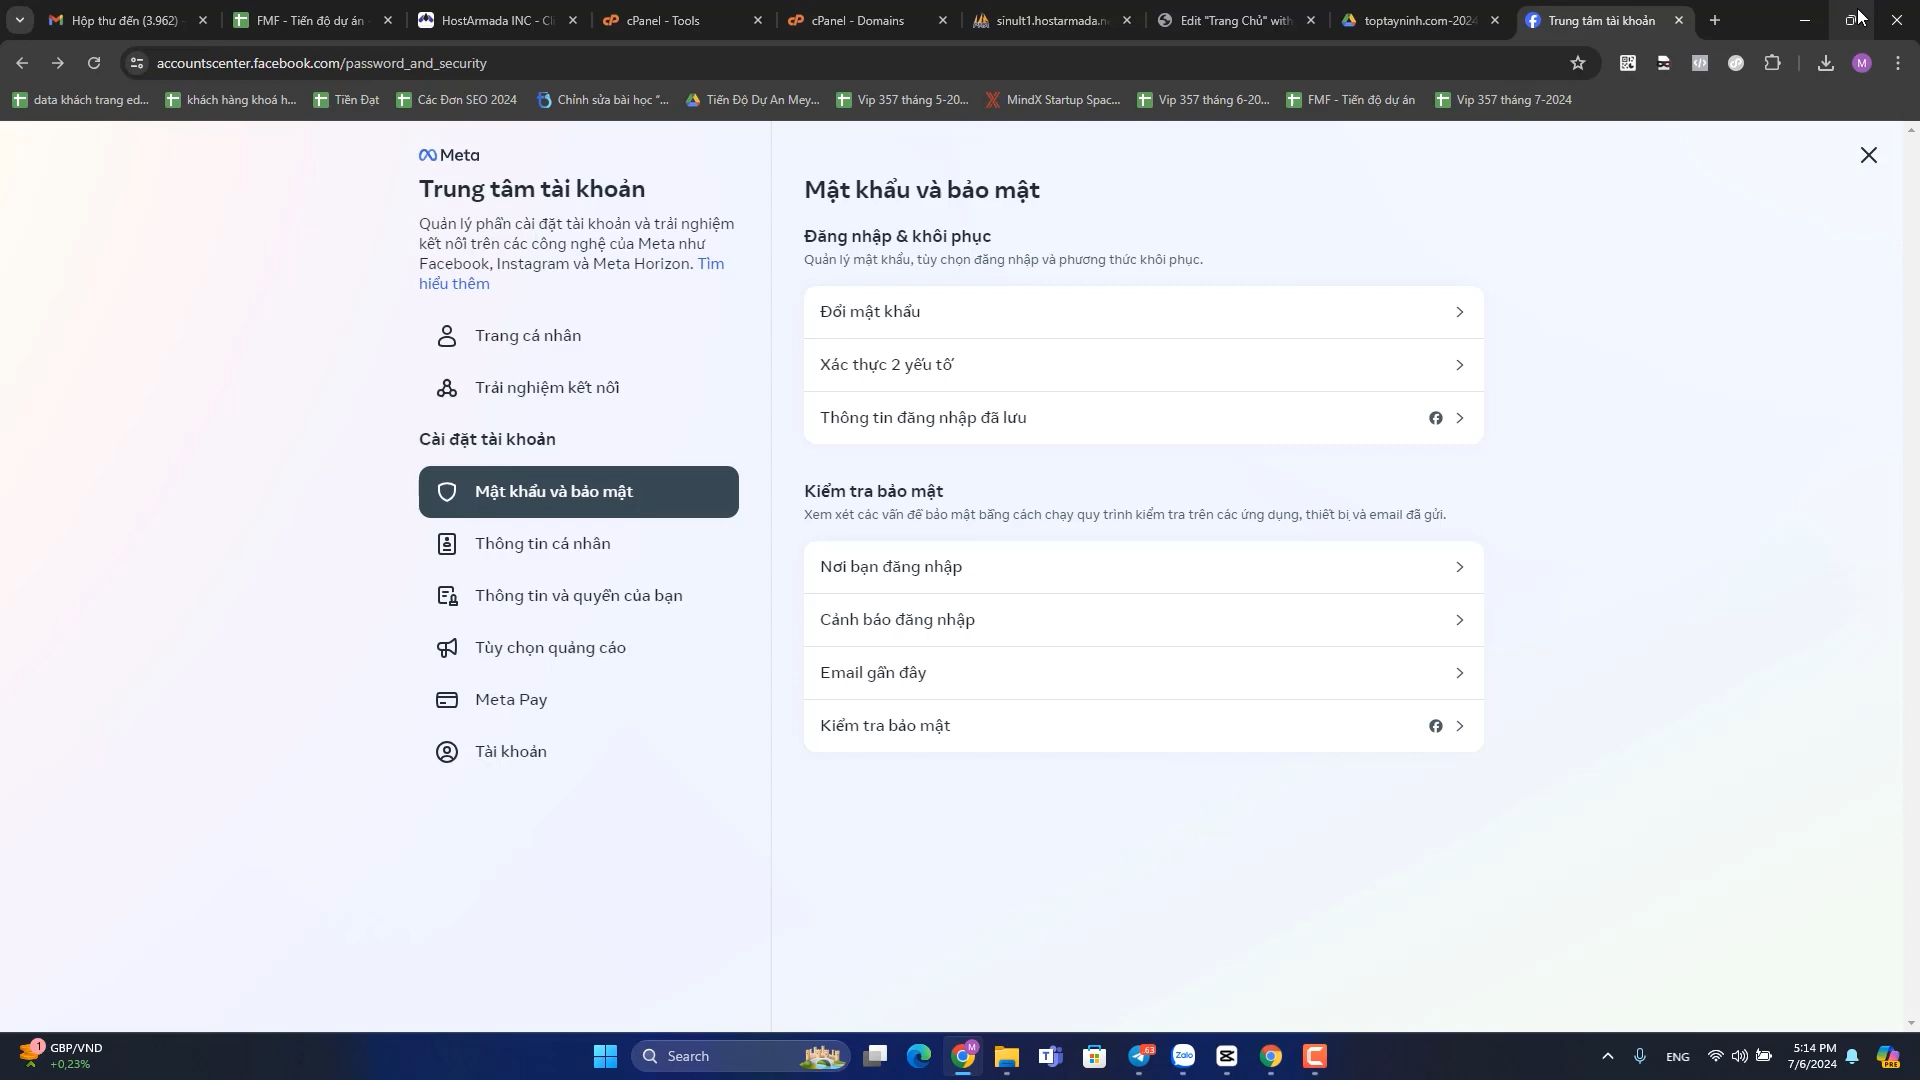 Hộp thư đến (3.962)
FMF - Tiến độ dự án
HostArmada INC - Cli
cPanel - Tools
cPanel - Domains
sinult1.hostarmada.n
Edit "Trang Chủ" with
toptayninh.com-2024
Trung tâm tài khoản
accountscenter.facebook.com/password_and_security
M
data khách trang ed...
khách hàng khoá h...
Tiền Đạt
Các Đơn SEO 2024
Chỉnh sửa bài học "...
Tiến Độ Dự An Mey...
Vip 357 tháng 5-20...
MindX Startup Spac...
Vip 357 tháng 6-20...
FMF - Tiến độ dự án
Vip 357 tháng 7-2024
Meta
Trung tâm tài khoản
Quản lý phần cài đặt tài khoản và trải nghiệm
kết nối trên các công nghệ của Meta như
Facebook, Instagram và Meta Horizon. Tìm
hiểu thêm
Trang cá nhân
Trải nghiệm kết nối
Cài đặt tài khoản
Mật khẩu và bảo mật
Thông tin cá nhân
Thông tin và quyền của bạn
Tùy chọn quảng cáo
Meta Pay
Tài khoản
Mật khẩu và bảo mật
Đăng nhập & khôi phục
Quản lý mật khẩu, tùy chọn đăng nhập và phương thức khôi phục.
Đổi mật khẩu
Xác thực 2 yếu tố
Thông tin đăng nhập đã lưu
Kiểm tra bảo mật
Xem xét các vấn đề bảo mật bằng cách chạy quy trình kiểm tra trên các ứng dụng, thiết bị và email đã gửi.
Nơi bạn đăng nhập
Cảnh báo đăng nhập
Email gần đây
Kiểm tra bảo mật
1
GBP/VND
+0,23%
Search
M
63
Zalo
ENG
5:14 PM
7/6/2024
PRE